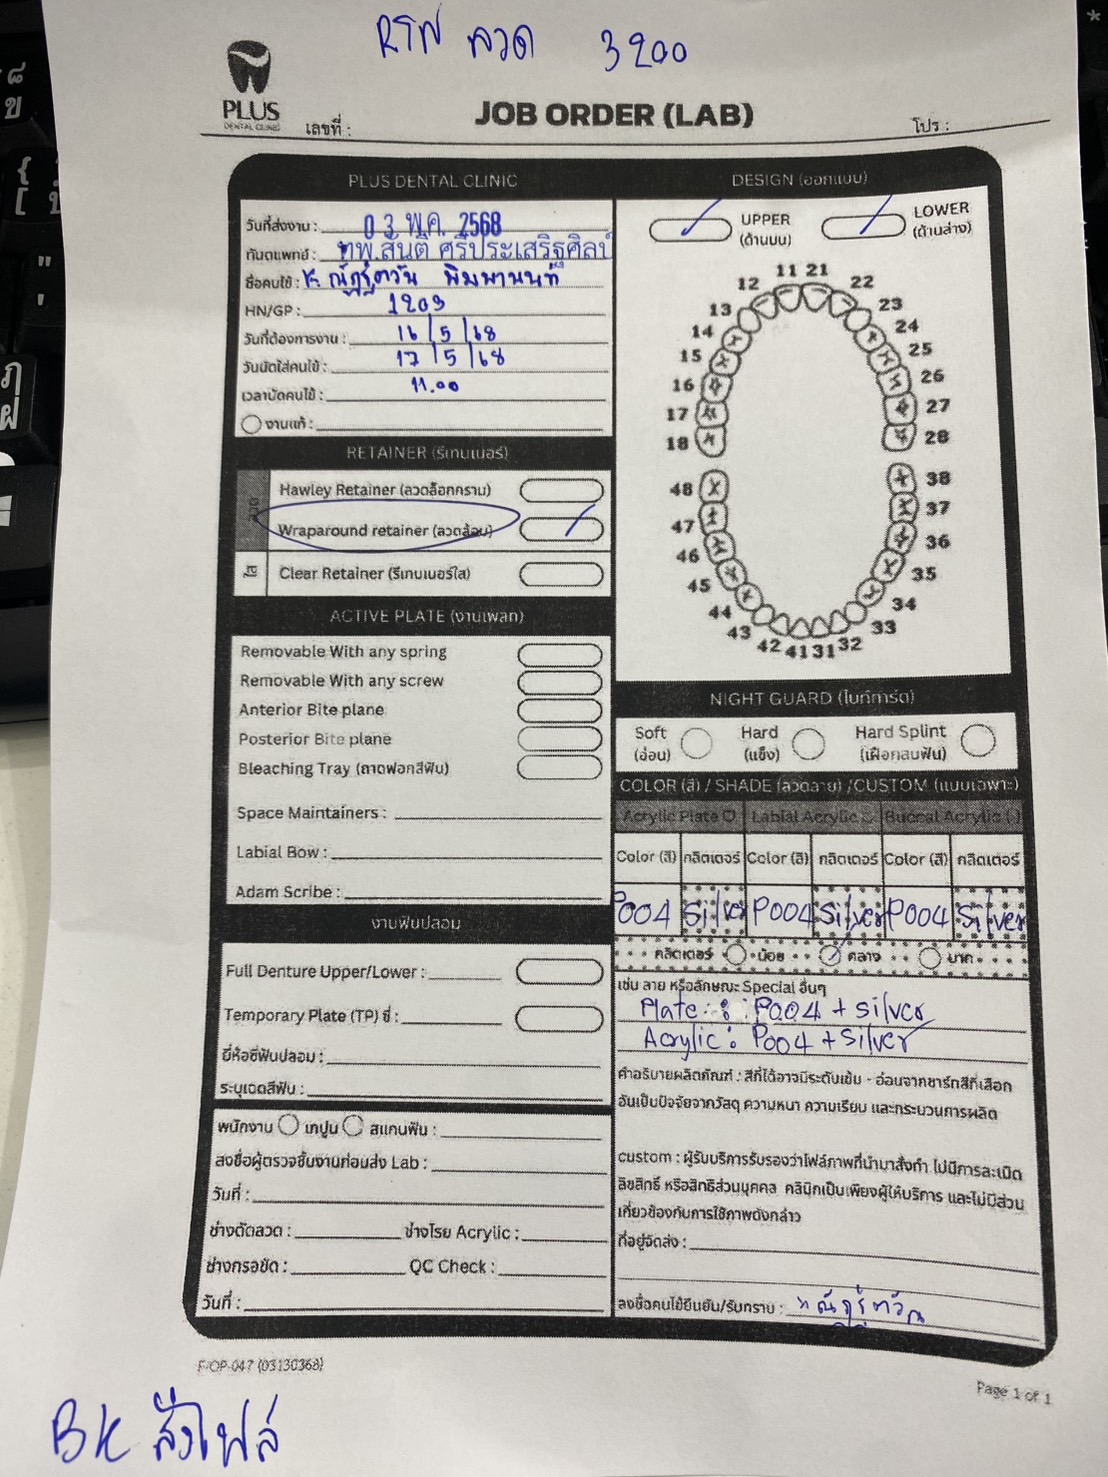 RTN ลวด 3200
PLUS
DENTAL CLINIC
เลขที่ :
JOB ORDER (LAB)
โปร :
PLUS DENTAL CLINIC
วันที่ส่งงาน : 03 พ.ค. 2568
ทันตแพทย์ : ทพ.สันติ ศรีประเสริฐศิลป์
ชื่อคนไข้ : K. ณัฏฐ์ตวัน พิมพานนท์
HN/GP : 1203
วันที่ต้องการงาน : 16/5/68
วันนัดใส่คนไข้ : 17/5/68
เวลานัดคนไข้ : 11.00
งานแก้ :
RETAINER (รีเทนเนอร์)
ลวด
Hawley Retainer (ลวดล็อกกราม)
Wraparound retainer (ลวดล้อม)
ใส
Clear Retainer (รีเทนเนอร์ใส)
ACTIVE PLATE (งานเพลท)
Removable With any spring
Removable With any screw
Anterior Bite plane
Posterior Bite plane
Bleaching Tray (ถาดฟอกสีฟัน)
Space Maintainers :
Labial Bow :
Adam Scribe :
งานฟันปลอม
Full Denture Upper/Lower :
Temporary Plate (TP) ซี่ :
ยี่ห้อซี่ฟันปลอม :
ระบุเฉดสีฟัน :
พนักงาน เทปูน สแกนฟัน :
ลงชื่อผู้ตรวจชิ้นงานก่อนส่ง Lab :
วันที่ :
ช่างดัดลวด : ช่างโรย Acrylic :
ช่างกรอขัด : QC Check :
วันที่ :
DESIGN (ออกแบบ)
UPPER
(ด้านบน)
LOWER
(ด้านล่าง)
11 21
12 22
13 23
14 24
15 25
16 26
17 27
18 28
48 38
47 37
46 36
45 35
44 34
43 33
42 41 31 32
NIGHT GUARD (ไนท์การ์ด)
Soft
(อ่อน)
Hard
(แข็ง)
Hard Splint
(เฝือกสบฟัน)
COLOR (สี) / SHADE (ลวดลาย) /CUSTOM (แบบเฉพาะ)
Acrylic Plate Labial Acrylic Buccal Acrylic
Color (สี) กลิตเตอร์ Color (สี) กลิตเตอร์ Color (สี) กลิตเตอร์
P004 Silver P004 Silver P004 Silver
กลิตเตอร์ น้อย กลาง มาก
เช่น ลาย หรือลักษณะ Special อื่นๆ
Plate : P004 + silver
Acrylic : P004 + silver
คำอธิบายผลิตภัณฑ์ : สีที่ได้อาจมีระดับเข้ม - อ่อนจากชาร์ทสีที่เลือก
อันเป็นปัจจัยจากวัสดุ ความหนา ความเรียบ และกระบวนการผลิต
custom : ผู้รับบริการรับรองว่าไฟล์ภาพที่นำมาสั่งทำ ไม่มีการละเมิด
ลิขสิทธิ์ หรือสิทธิส่วนบุคคล คลินิกเป็นเพียงผู้ให้บริการ และไม่มีส่วน
เกี่ยวข้องกับการใช้ภาพดังกล่าว
ที่อยู่จัดส่ง :
ลงชื่อคนไข้ยืนยัน/รับทราบ : ณัฏฐ์ตวัน
F-OP-047 (03130368)
Page 1 of 1
BK ส่งไฟล์